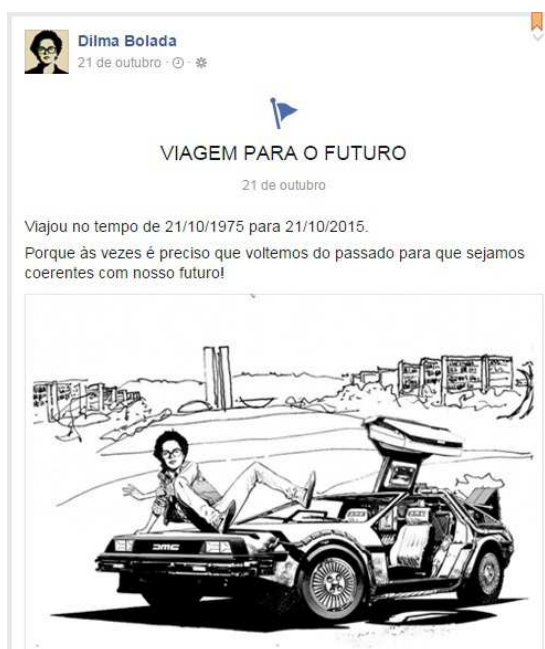 Dilma Bolada
21 de outubro
VIAGEM PARA O FUTURO
21 de outubro
Viajou no tempo de 21/10/1975 para 21/10/2015.
Porque às vezes é preciso que voltemos do passado para que sejamos
coerentes com nosso futuro!
DMC